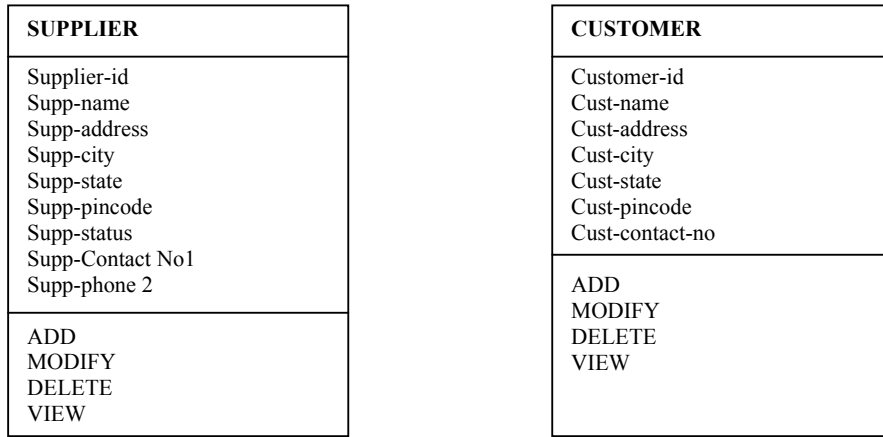 SUPPLIER
Supplier-id
Supp-name
Supp-address
Supp-city
Supp-state
Supp-pincode
Supp-status
Supp-Contact No1
Supp-phone 2
ADD
MODIFY
DELETE
VIEW
CUSTOMER
Customer-id
Cust-name
Cust-address
Cust-city
Cust-state
Cust-pincode
Cust-contact-no
ADD
MODIFY
DELETE
VIEW